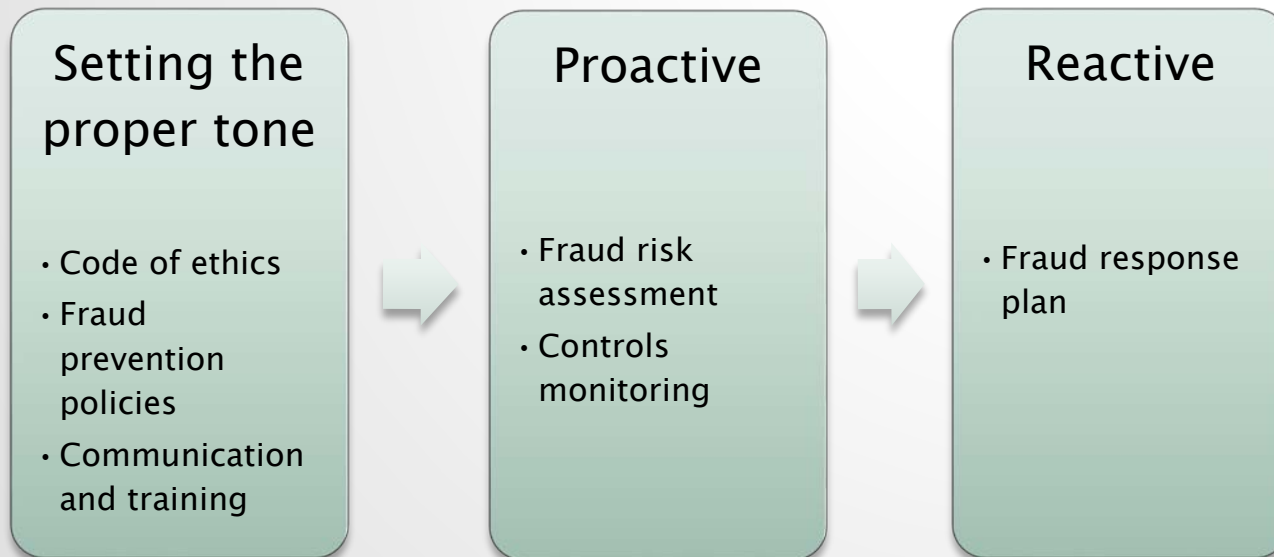 Setting the
proper tone
• Code of ethics
• Fraud
prevention
policies
• Communication
and training
Proactive
• Fraud risk
assessment
• Controls
monitoring
Reactive
• Fraud response
plan